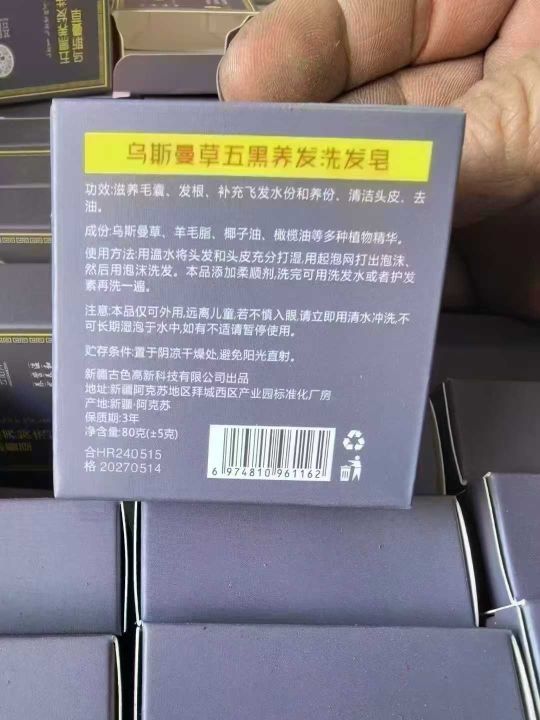 乌斯曼草五黑养发洗发皂
功效:滋养毛囊、发根、补充飞发水份和养份、清洁头皮、去
油。
成份:乌斯曼草、羊毛脂、椰子油、橄榄油等多种植物精华。
使用方法:用温水将头发和头皮充分打湿,用起泡网打出泡沫,
然后用泡沫洗发。本品添加柔顺剂,洗完可用洗发水或者护发
素再洗一遍。
注意:本品仅可外用,远离儿童,若不慎入眼,请立即用清水冲洗,不
可长期湿泡于水中,如有不适请暂停使用。
贮存条件:置于阴凉干燥处,避免阳光直射。
新疆古色高新科技有限公司出品
地址:新疆阿克苏地区拜城西区产业园标准化厂房
产地:新疆·阿克苏
保质期:3年
净含量:80克(±5克)
合HR240515
格 20270514
6 974810 961162